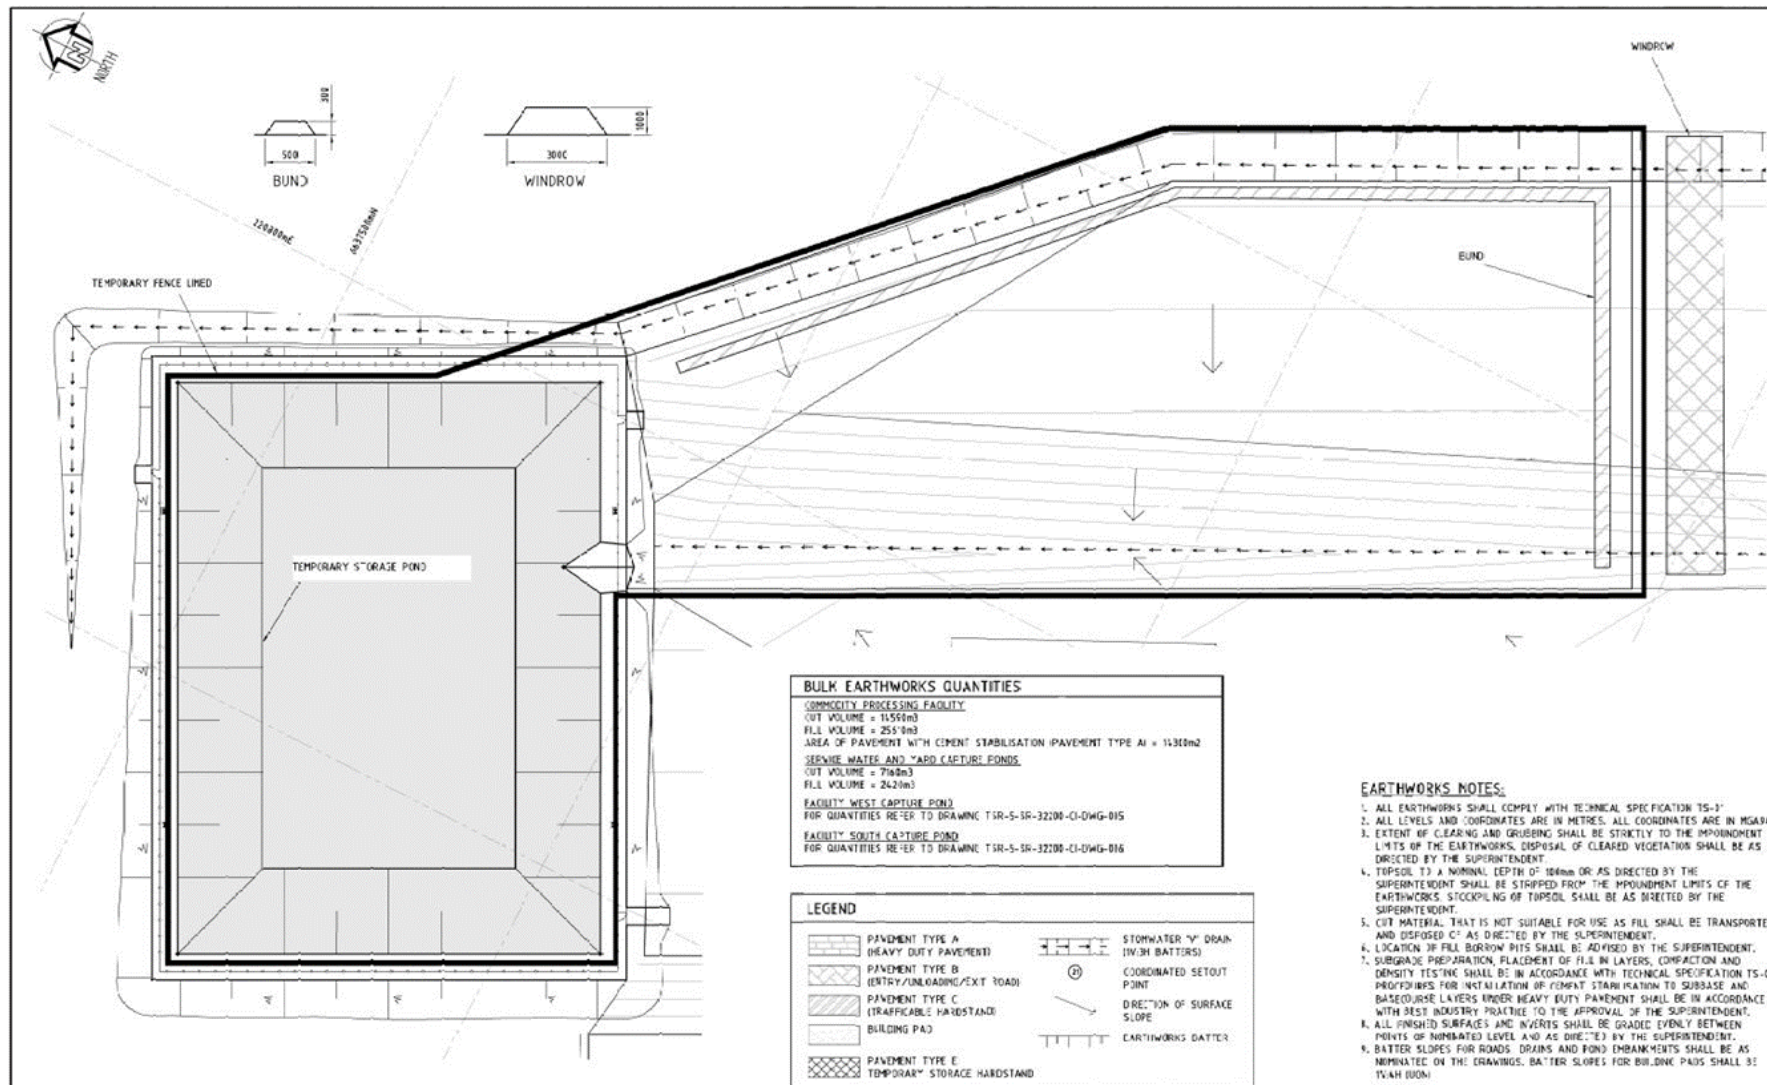 NORTH
WINDROW
300
500
BUND
1000
3000
WINDROW
220800mE
6637500mN
TEMPORARY FENCE LINED
BUND
TEMPORARY STORAGE POND
BULK EARTHWORKS QUANTITIES
COMMODITY PROCESSING FACILITY
CUT VOLUME = 14590m3
FILL VOLUME =
AREA OF PAVEMENT WITH CEMENT STABILISATION (PAVEMENT TYPE A) = 14300m2
SERVICE WATER AND YARD CAPTURE PONDS
CUT VOLUME = 7160m3
FILL VOLUME = 2420m3
FACILITY WEST CAPTURE POND
FOR QUANTITIES REFER TO DRAWING TSR-S-SR-32200-CI-DWG-015
FACILITY SOUTH CAPTURE POND
FOR QUANTITIES REFER TO DRAWING TSR-S-SR-32200-CI-DWG-016
LEGEND
PAVEMENT TYPE A
(HEAVY DUTY PAVEMENT)
PAVEMENT TYPE B
(ENTRY/UNLOADING/EXIT ROAD)
PAVEMENT TYPE C
(TRAFFICABLE HARDSTAND)
BUILDING PAD
PAVEMENT TYPE E
TEMPORARY STORAGE HARDSTAND
STOMWATER "V" DRAIN
(1V:3H BATTERS)
21
COORDINATED SETOUT
POINT
DIRECTION OF SURFACE
SLOPE
EARTHWORKS BATTER
EARTHWORKS NOTES:
1. ALL EARTHWORKS SHALL COMPLY WITH TECHNICAL SPECIFICATION
2. ALL LEVELS AND COORDINATES ARE IN METRES. ALL COORDINATES ARE IN
3. EXTENT OF CLEARING AND GRUBBING SHALL BE STRICTLY TO THE IMPOUNDMENT
LIMITS OF THE EARTHWORKS. DISPOSAL OF CLEARED VEGETATION SHALL BE AS
DIRECTED BY THE SUPERINTENDENT.
4. TOPSOIL TO A NOMINAL DEPTH OF 100mm OR AS DIRECTED BY THE
SUPERINTENDENT SHALL BE STRIPPED FROM THE IMPOUNDMENT LIMITS OF THE
EARTHWORKS. STOCKPILING OF TOPSOIL SHALL BE AS DIRECTED BY THE
SUPERINTENDENT.
5. CUT MATERIAL THAT IS NOT SUITABLE FOR USE AS FILL SHALL BE TRANSPORTE
AND DISPOSED OF AS DIRECTED BY THE SUPERINTENDENT.
6. LOCATION OF FILL BORROW PITS SHALL BE ADVISED BY THE SUPERINTENDENT.
7. SUBGRADE PREPARATION, PLACEMENT OF FILL IN LAYERS, COMPACTION AND
DENSITY TESTING SHALL BE IN ACCORDANCE WITH TECHNICAL SPECIFICATION
PROCEDURES FOR INSTALLATION OF CEMENT STABILISATION TO SUBBASE AND
BASECOURSE LAYERS UNDER HEAVY DUTY PAVEMENT SHALL BE IN ACCORDANCE
WITH BEST INDUSTRY PRACTICE TO THE APPROVAL OF THE SUPERINTENDENT.
8. ALL FINISHED SURFACES AND INVERTS SHALL BE GRADED EVENLY BETWEEN
POINTS OF NOMINATED LEVEL AND AS DIRECTED BY THE SUPERINTENDENT.
9. BATTER SLOPES FOR ROADS DRAINS AND POND EMBANKMENTS SHALL BE AS
NOMINATED ON THE DRAWINGS. BATTER SLOPES FOR BUILDING PADS SHALL BE
1V:4H (UON)